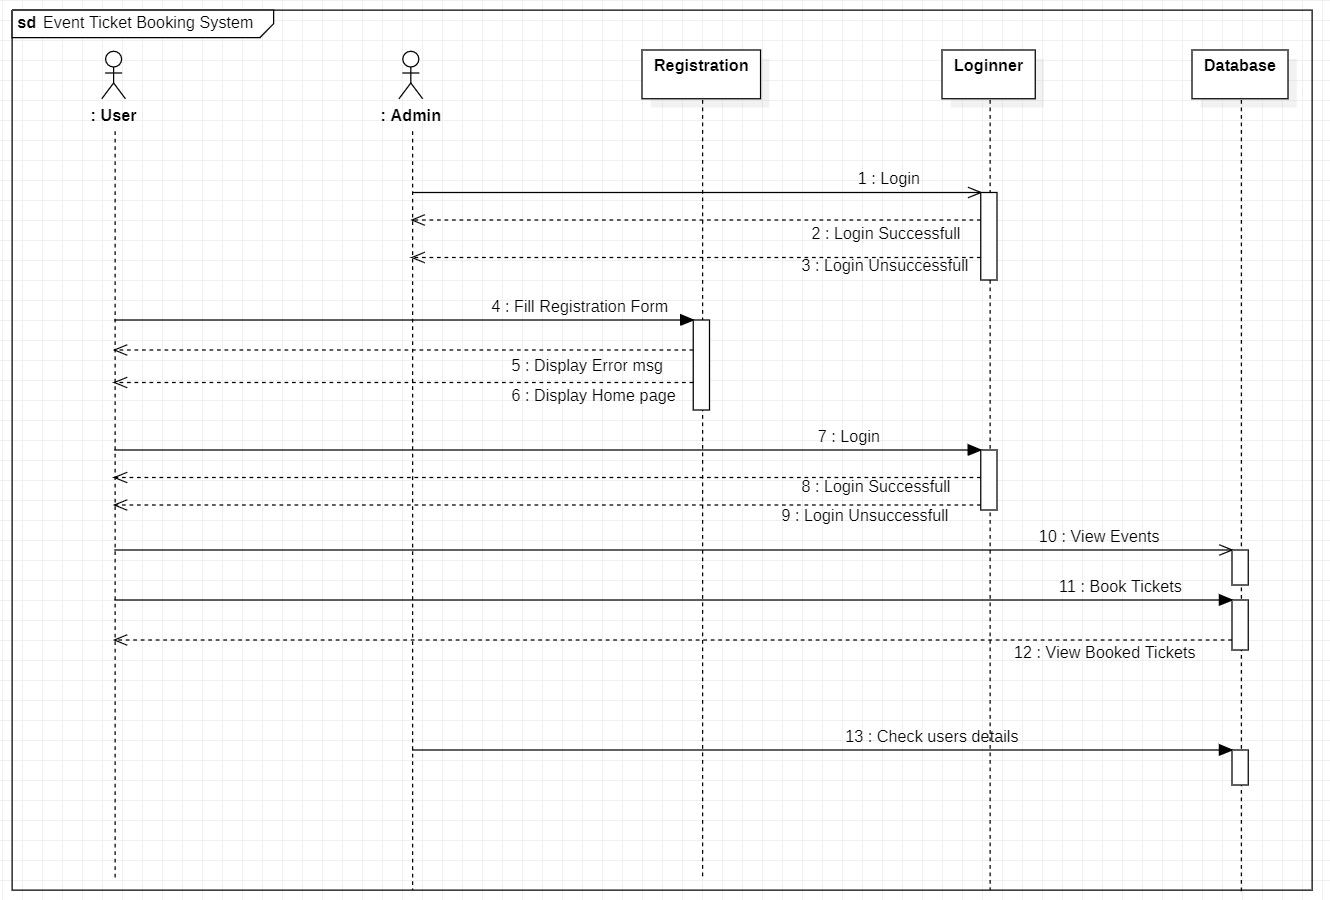 sd Event Ticket Booking System
: User
: Admin
Registration
Loginner
Database
1 : Login
2 : Login Successfull
3 : Login Unsuccessfull
4 : Fill Registration Form
5 : Display Error msg
6 : Display Home page
7 : Login
8 : Login Successfull
9 : Login Unsuccessfull
10 : View Events
11 : Book Tickets
12 : View Booked Tickets
13 : Check users details